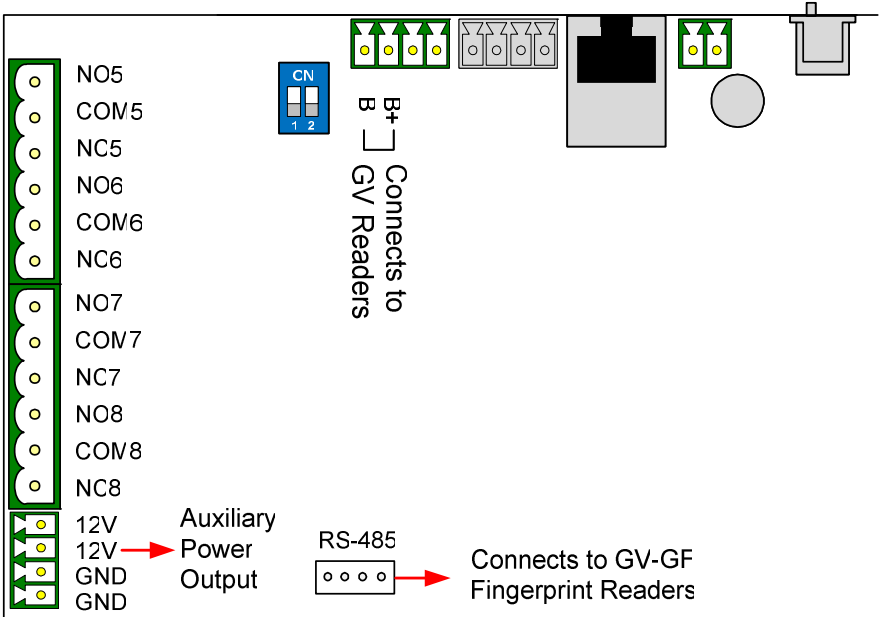 CN
1 2
B+
B
Connects to
GV Readers
NO5
COM5
NC5
NO6
COM6
NC6
NO7
COM7
NC7
NO8
COM8
NC8
12V
12V
GND
GND
Auxiliary
Power
Output
RS-485
Connects to GV-GF
Fingerprint Readers